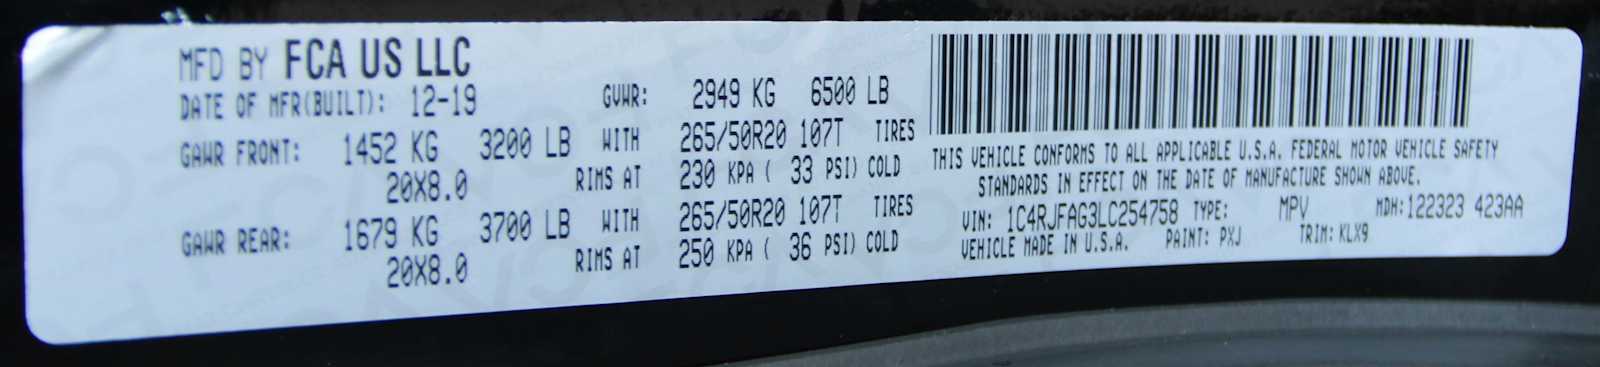 MFD BY FCA US LLC
DATE OF MFR(BUILT): 12-19 GVWR: 2949 KG 6500 LB
GAWR FRONT: 1452 KG 3200 LB WITH 265/50R20 107T TIRES
20X8.0 RIMS AT 230 KPA ( 33 PSI) COLD
GAWR REAR: 1679 KG 3700 LB WITH 265/50R20 107T TIRES
20X8.0 RIMS AT 250 KPA ( 36 PSI) COLD
THIS VEHICLE CONFORMS TO ALL APPLICABLE U.S.A. FEDERAL MOTOR VEHICLE SAFETY
STANDARDS IN EFFECT ON THE DATE OF MANUFACTURE SHOWN ABOVE.
VIN: 1C4RJFAG3LC254758 TYPE: MPV MDH:122323 423AA
VEHICLE MADE IN U.S.A. PAINT: PXJ TRIM: KLX9